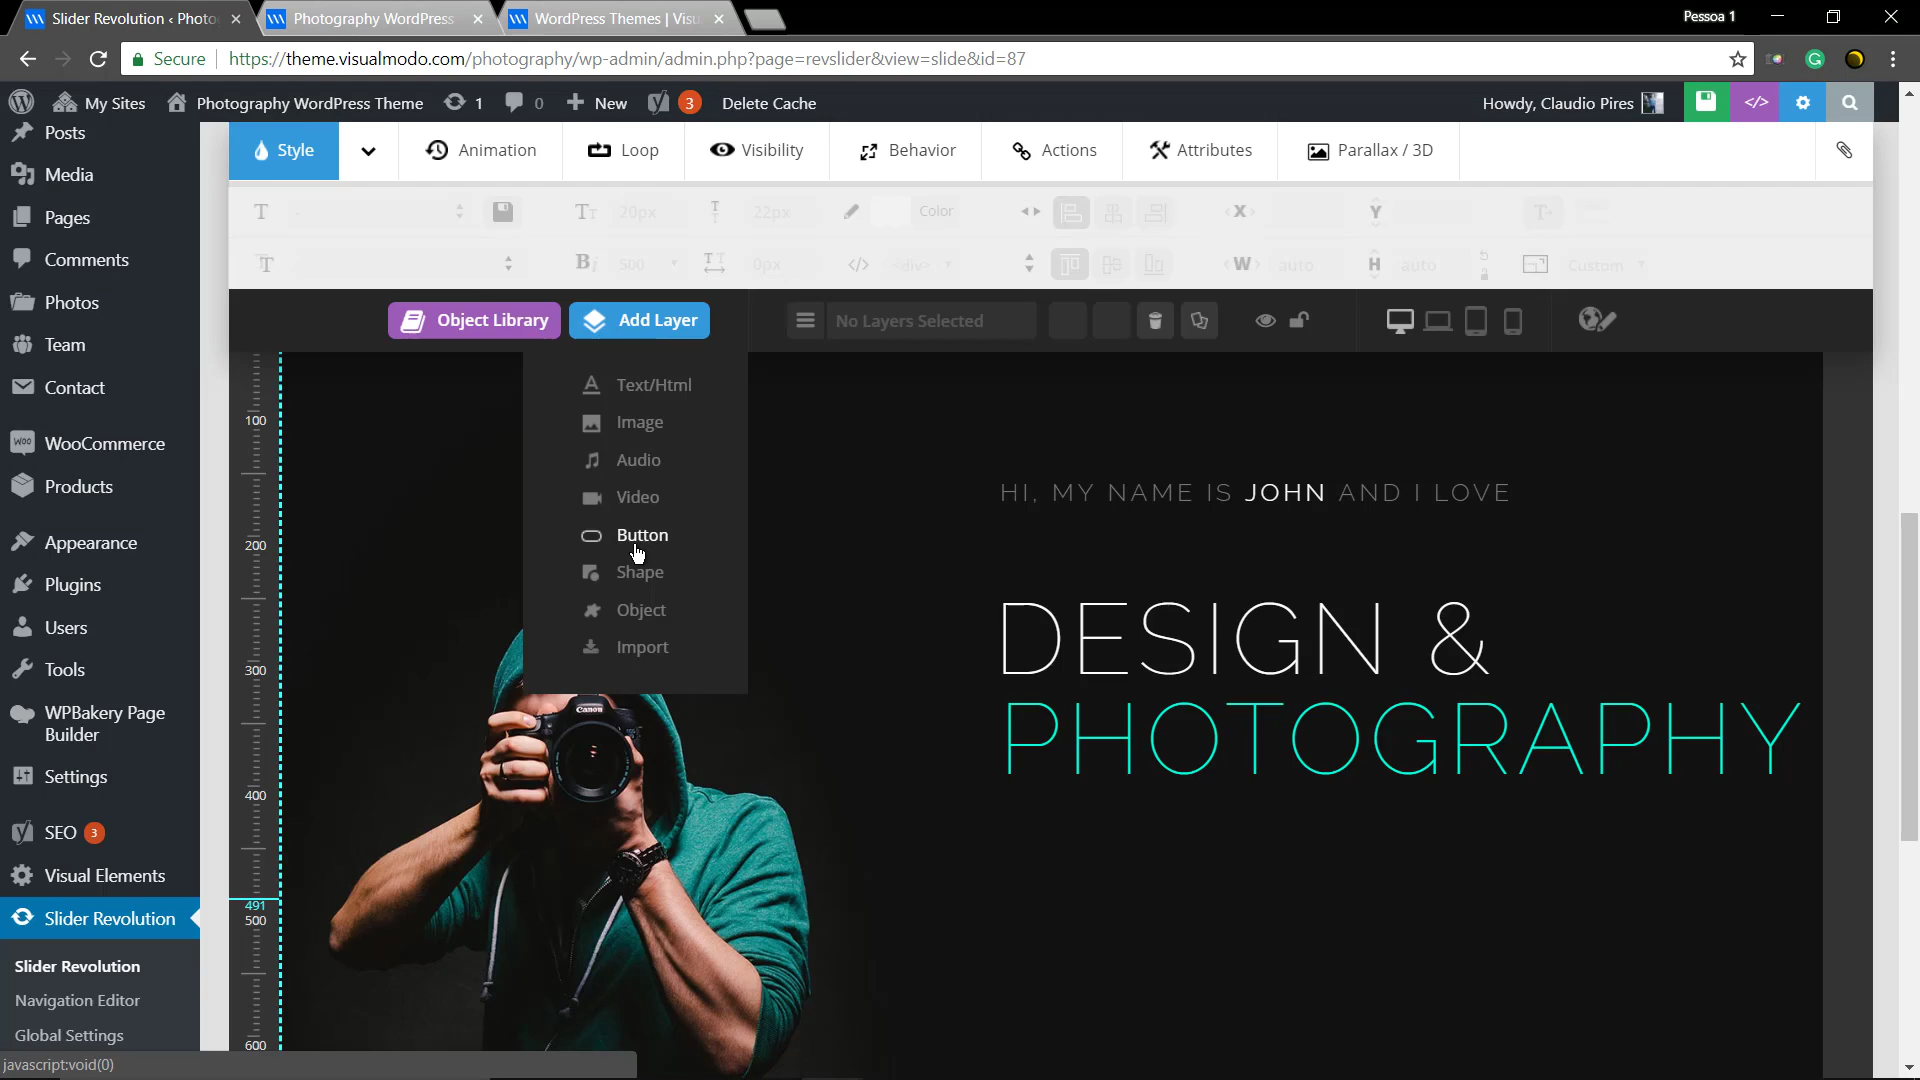 Slider Revolution ‹ Photo
Photography WordPress
WordPress Themes | Visu
Pessoa 1
Secure
https://theme.visualmodo.com/photography/wp-admin/admin.php?page=revslider&view=slide&id=87
My Sites
Photography WordPress Theme
1
0
New
3
Delete Cache
Howdy, Claudio Pires
</>
Posts
Media
Pages
Comments
Photos
Team
Contact
WooCommerce
Products
Appearance
Plugins
Users
Tools
WPBakery Page
Builder
Settings
SEO 3
Visual Elements
Slider Revolution
Slider Revolution
Navigation Editor
Global Settings
javascript:void(0)
Style
Animation
Loop
Visibility
Behavior
Actions
Attributes
Parallax / 3D
20px
22px
Color
X
Y
500
0px
</>
<div>
W
auto
H
auto
Custom
Object Library
Add Layer
No Layers Selected
Text/Html
Image
Audio
Video
Button
Shape
Object
Import
100
200
300
400
491
500
600
HI, MY NAME IS JOHN AND I LOVE
DESIGN &
PHOTOGRAPHY
Canon